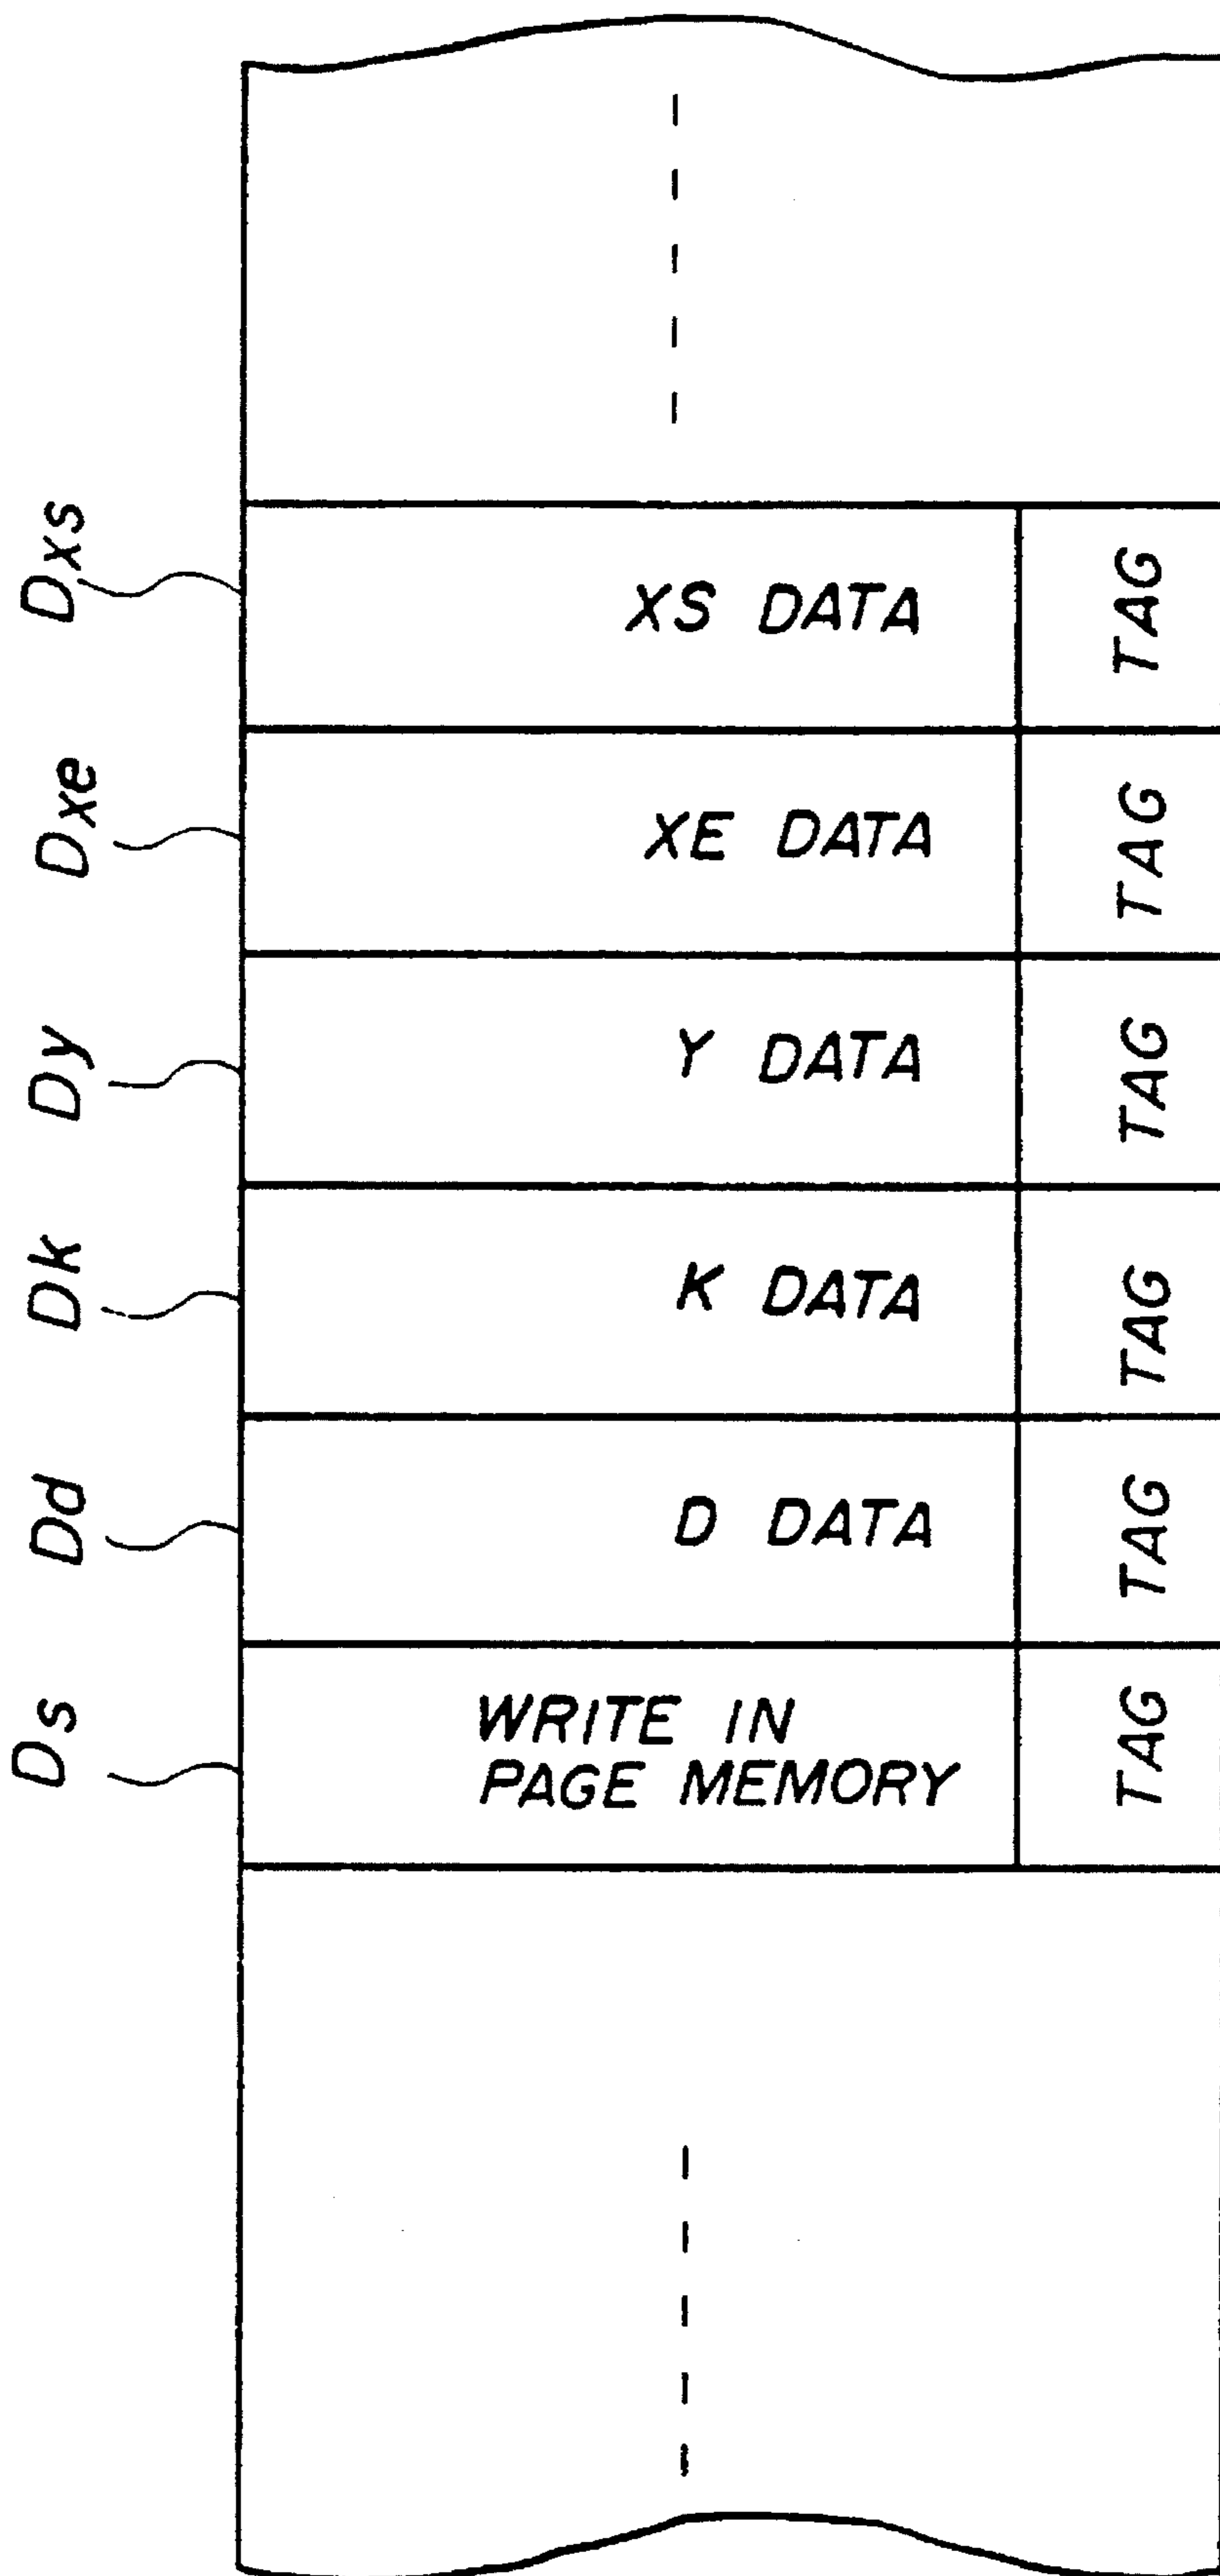 Dxs
XS DATA
TAG
Dxe
XE DATA
TAG
Dy
Y DATA
TAG
Dk
K DATA
TAG
Dd
D DATA
TAG
Ds
WRITE IN
PAGE MEMORY
TAG